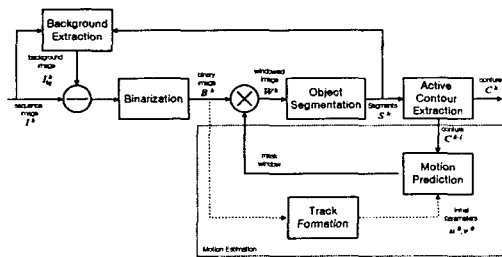 Background
Extraction
background
image
sequence
image
I^k
Binarization
binary
image
B^k
windowed
image
W^k
Object
Segmentation
Segments
S^k
Active
Contour
Extraction
contour
C^k
contour
C^{k-1}
mask
window
Motion
Prediction
Track
Formation
Initial
Parameters
Motion Estimation